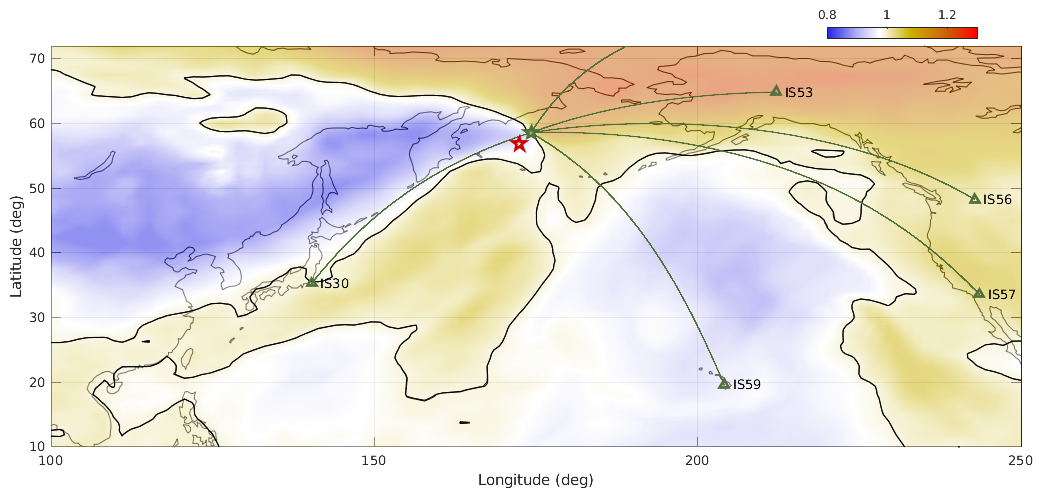 0.8 1 1.2
70
60
50
40
30
20
10
Latitude (deg)
IS53
IS56
IS30
IS57
IS59
100 150 200 250
Longitude (deg)